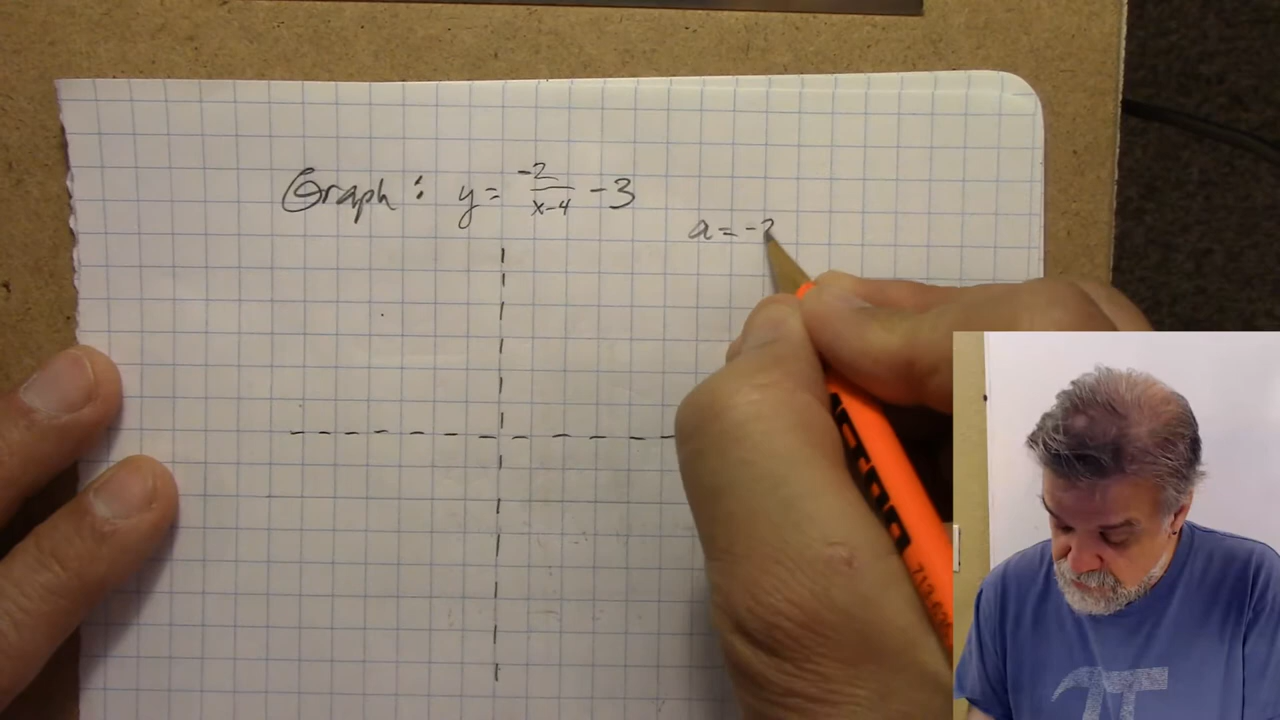 Graph: y = -2/(x-4) - 3
a = -2
π